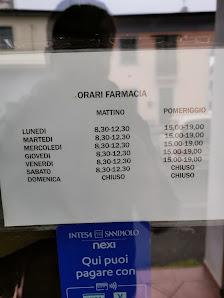 ORARI FARMACIA
MATTINO POMERIGGIO
LUNEDI 8,30-12.30 15.00-19,00
MARTEDI 8,30-12.30 15.00-19,00
MERCOLEDI 8.30-12.30 15.00-19,00
GIOVEDI 8.30-12.30 15.00-19,00
VENERDI 8.30-12.30 15.00-19,00
SABATO 8.30-12.30 CHIUSO
DOMENICA CHIUSO CHIUSO
INTESA SANPAOLO
nexi
Qui puoi
pagare con